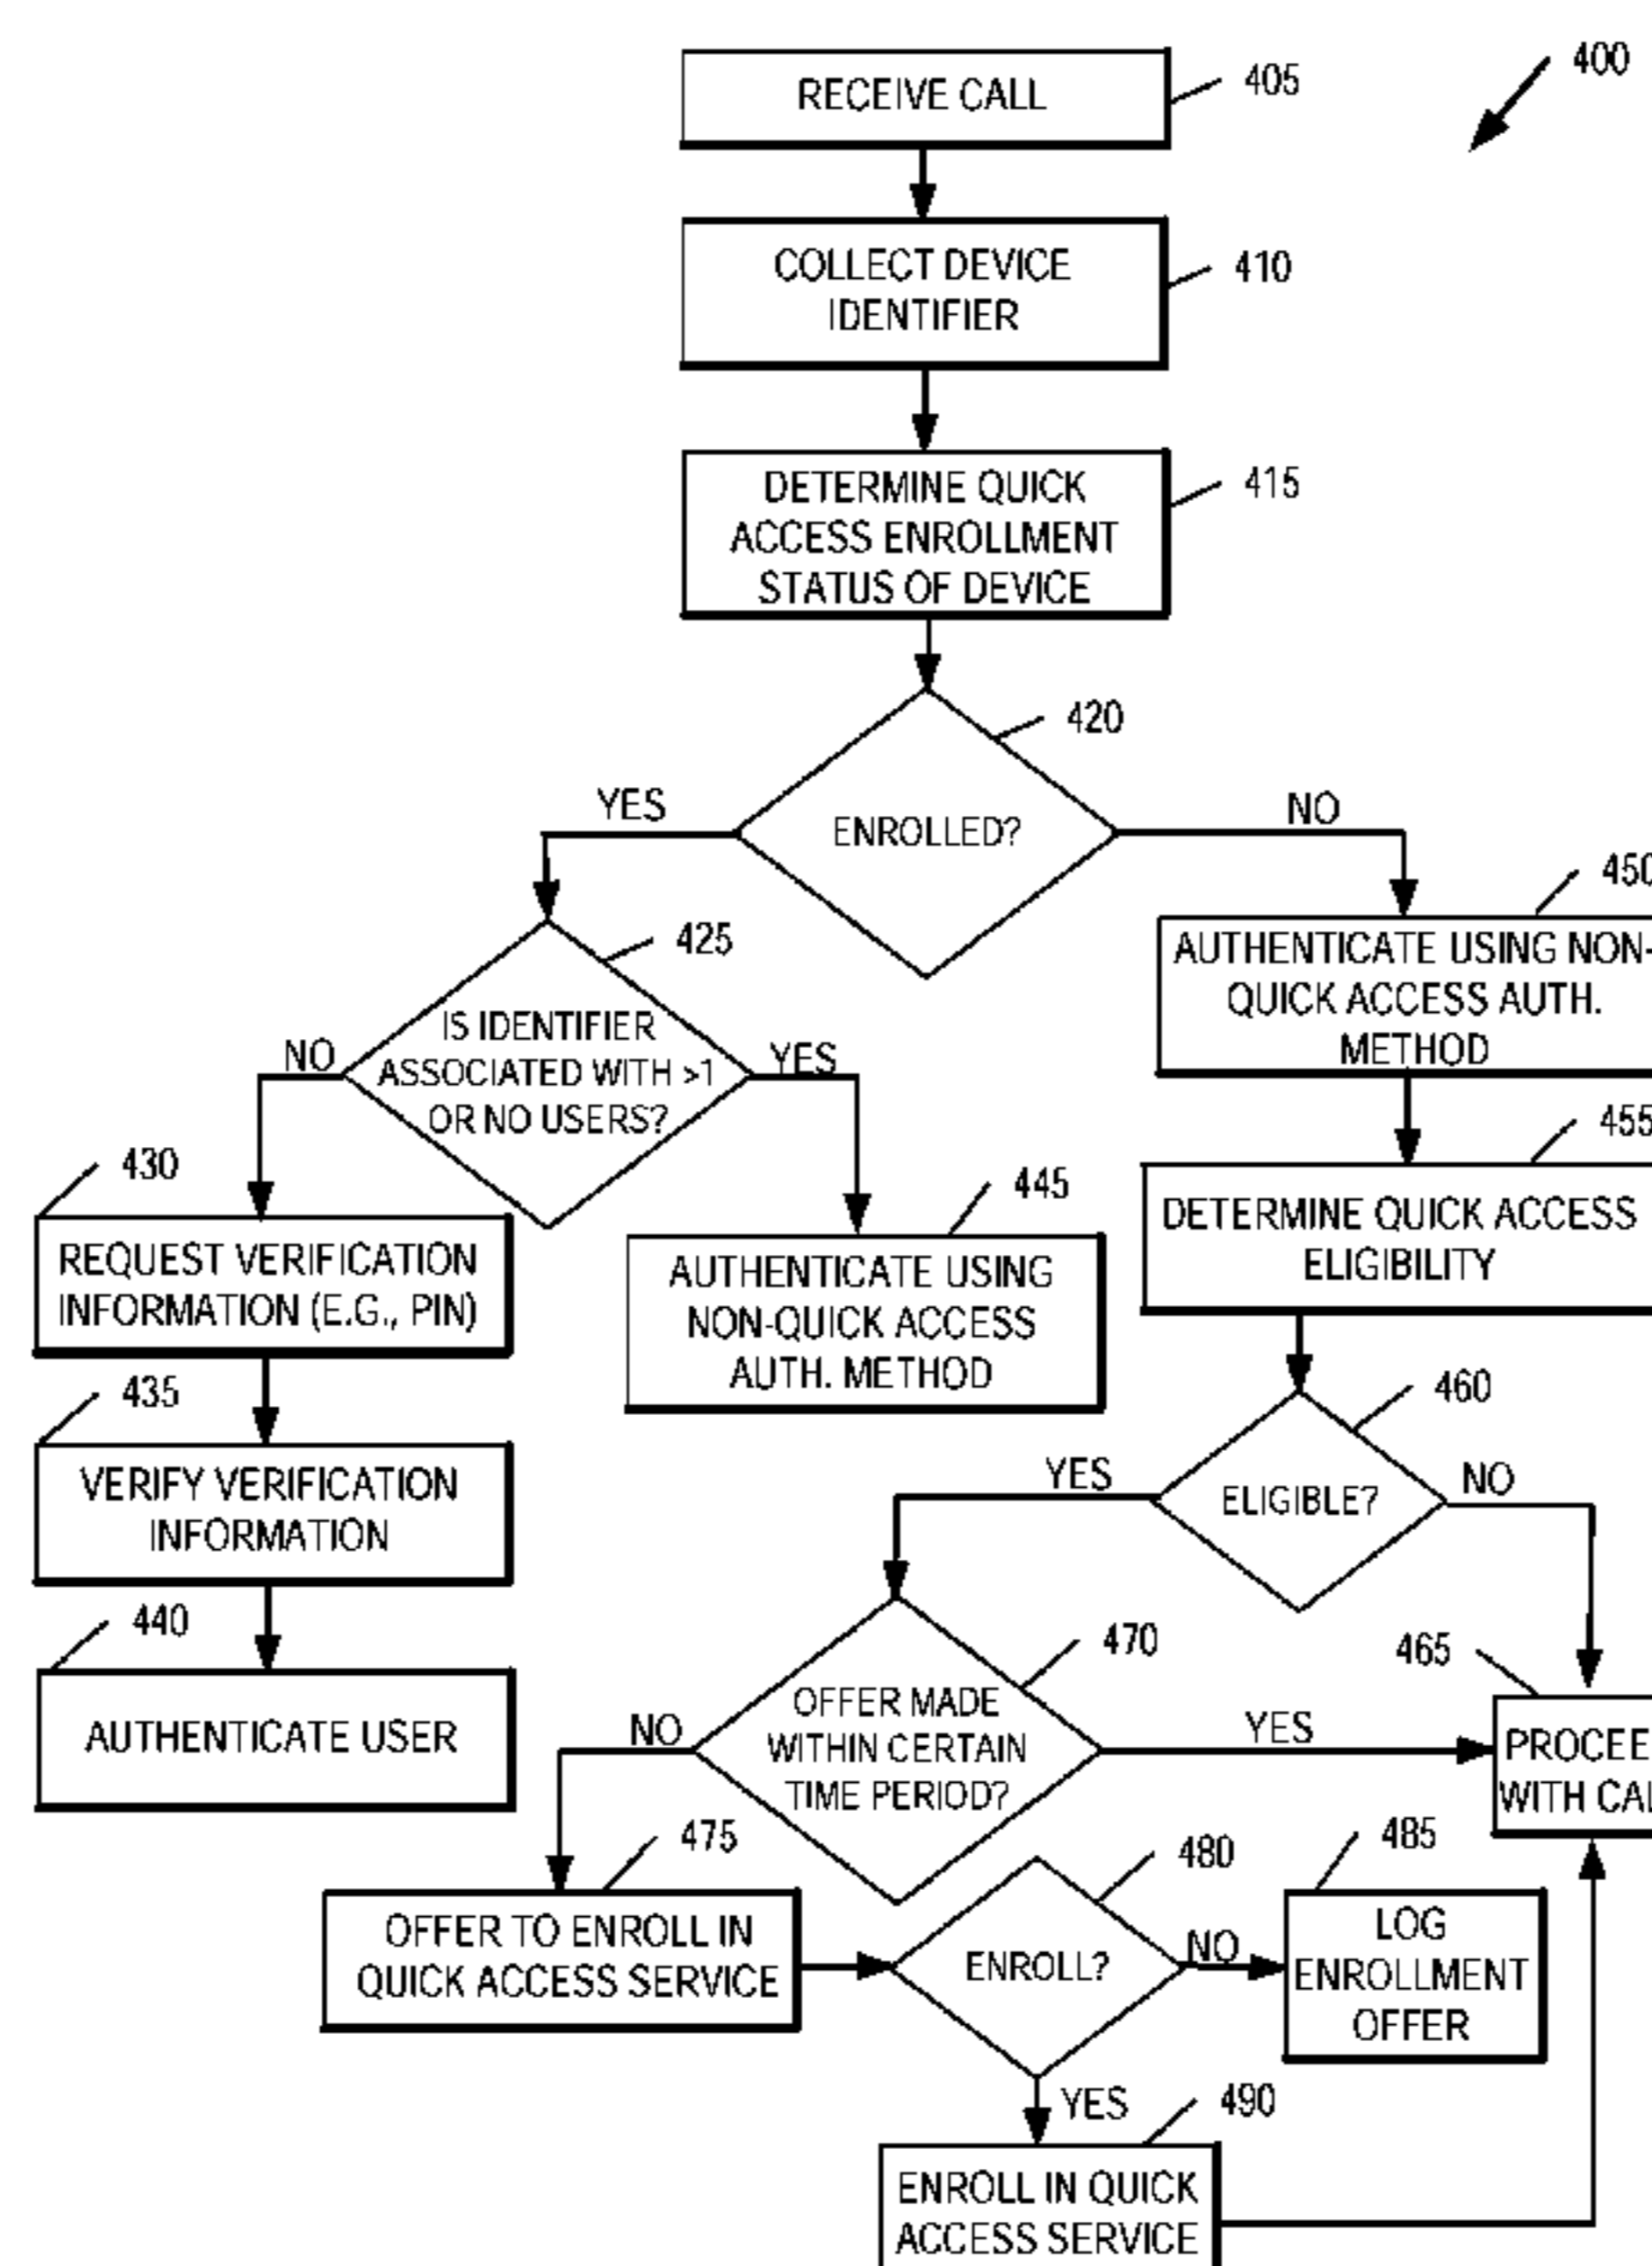 400
RECEIVE CALL
405
COLLECT DEVICE
IDENTIFIER
410
DETERMINE QUICK
ACCESS ENROLLMENT
STATUS OF DEVICE
415
420
ENROLLED?
YES
NO
425
IS IDENTIFIER
ASSOCIATED WITH >1
OR NO USERS?
NO
YES
430
REQUEST VERIFICATION
INFORMATION (E.G., PIN)
435
VERIFY VERIFICATION
INFORMATION
440
AUTHENTICATE USER
445
AUTHENTICATE USING
NON-QUICK ACCESS
AUTH. METHOD
450
AUTHENTICATE USING NON-
QUICK ACCESS AUTH.
METHOD
455
DETERMINE QUICK ACCESS
ELIGIBILITY
460
ELIGIBLE?
YES
NO
465
PROCEE
WITH CAL
470
OFFER MADE
WITHIN CERTAIN
TIME PERIOD?
NO
YES
475
OFFER TO ENROLL IN
QUICK ACCESS SERVICE
480
ENROLL?
NO
YES
485
LOG
ENROLLMENT
OFFER
490
ENROLL IN QUICK
ACCESS SERVICE